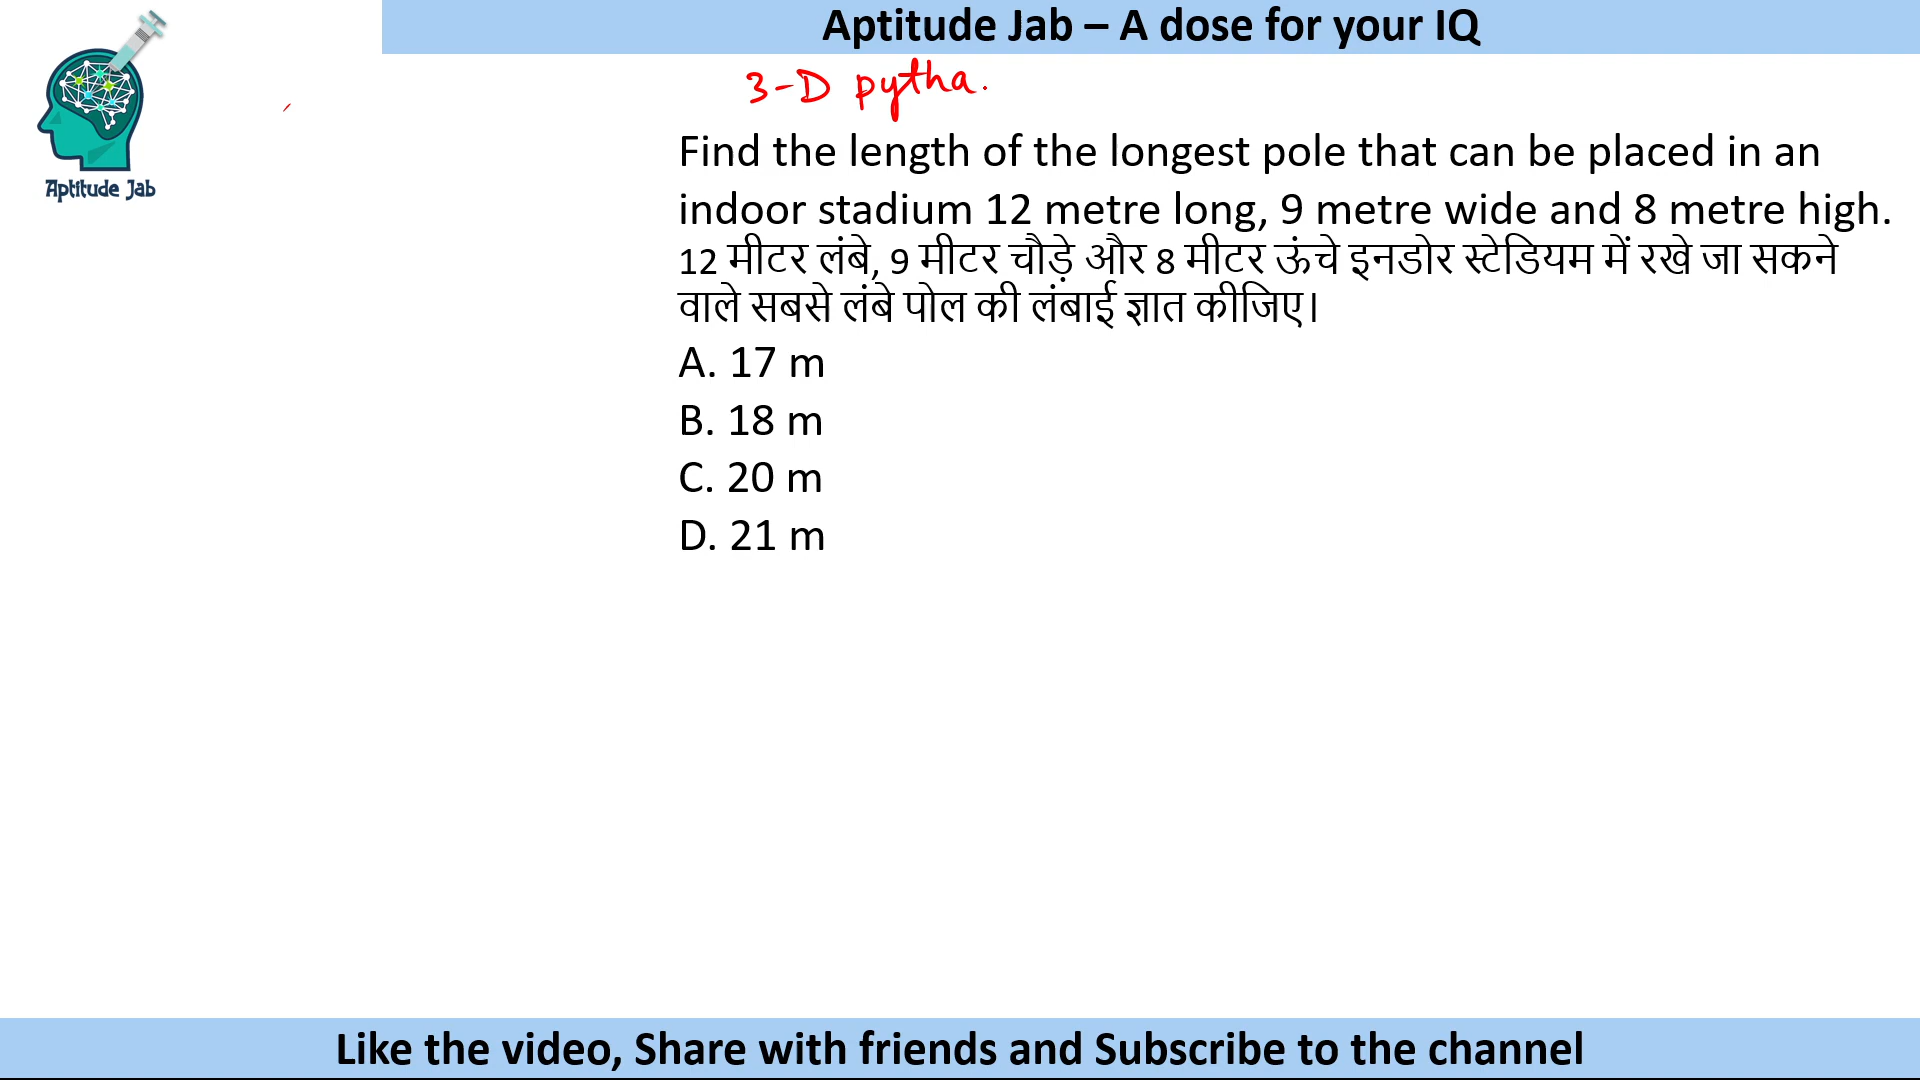 Aptitude Jab – A dose for your IQ
Aptitude Jab
3-D pytha.
Find the length of the longest pole that can be placed in an
indoor stadium 12 metre long, 9 metre wide and 8 metre high.
12 मीटर लंबे, 9 मीटर चौड़े और 8 मीटर ऊंचे इनडोर स्टेडियम में रखे जा सकने
वाले सबसे लंबे पोल की लंबाई ज्ञात कीजिए।
A. 17 m
B. 18 m
C. 20 m
D. 21 m
Like the video, Share with friends and Subscribe to the channel